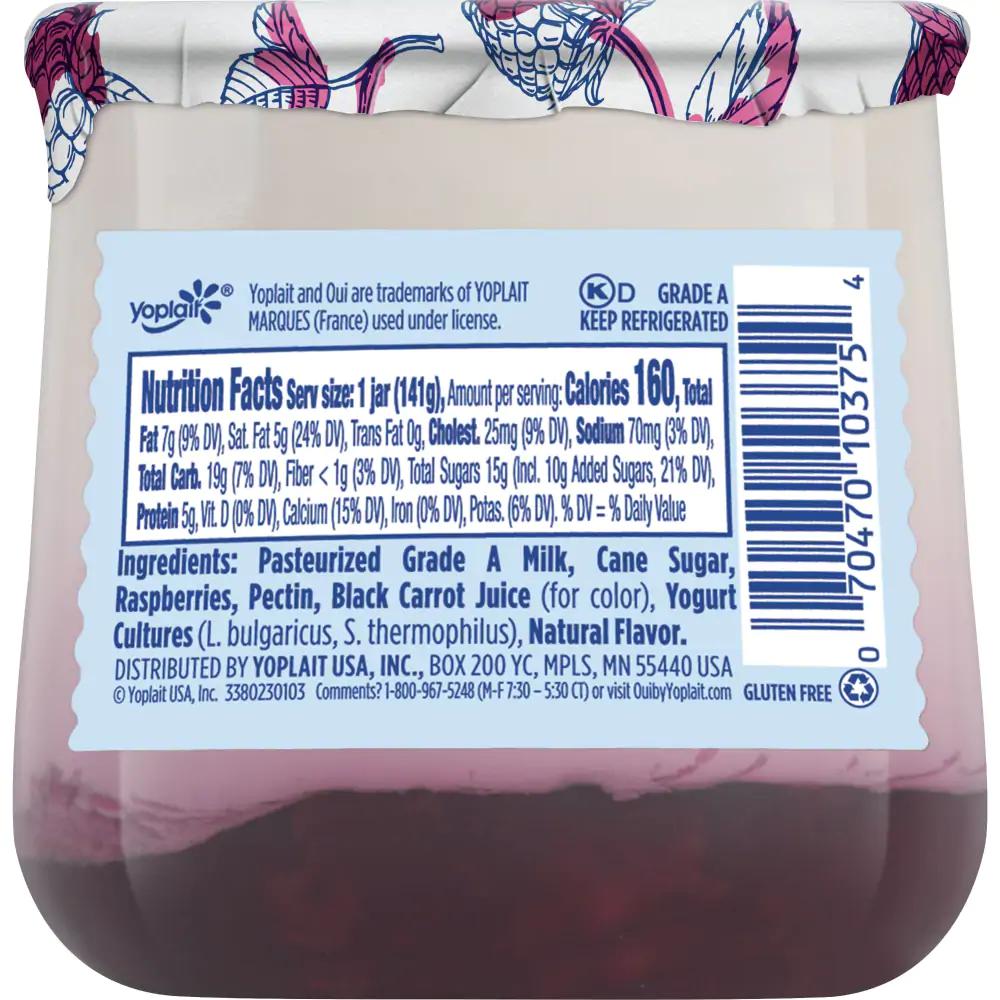 Yoplait®
Yoplait and Oui are trademarks of YOPLAIT
MARQUES (France) used under license.
K D GRADE A
KEEP REFRIGERATED
Nutrition Facts Serv size: 1 jar (141g), Amount per serving: Calories 160, Total
Fat 7g (9% DV), Sat. Fat 5g (24% DV), Trans Fat 0g, Cholest. 25mg (9% DV), Sodium 70mg (3% DV),
Total Carb. 19g (7% DV), Fiber < 1g (3% DV), Total Sugars 15g (Incl. 10g Added Sugars, 21% DV),
Protein 5g, Vit. D (0% DV), Calcium (15% DV), Iron (0% DV), Potas. (6% DV). % DV = % Daily Value
Ingredients: Pasteurized Grade A Milk, Cane Sugar,
Raspberries, Pectin, Black Carrot Juice (for color), Yogurt
Cultures (L. bulgaricus, S. thermophilus), Natural Flavor.
DISTRIBUTED BY YOPLAIT USA, INC., BOX 200 YC, MPLS, MN 55440 USA
© Yoplait USA, Inc. 3380230103 Comments? 1-800-967-5248 (M-F 7:30 – 5:30 CT) or visit OuibyYoplait.com
GLUTEN FREE
0 70470 10375 4